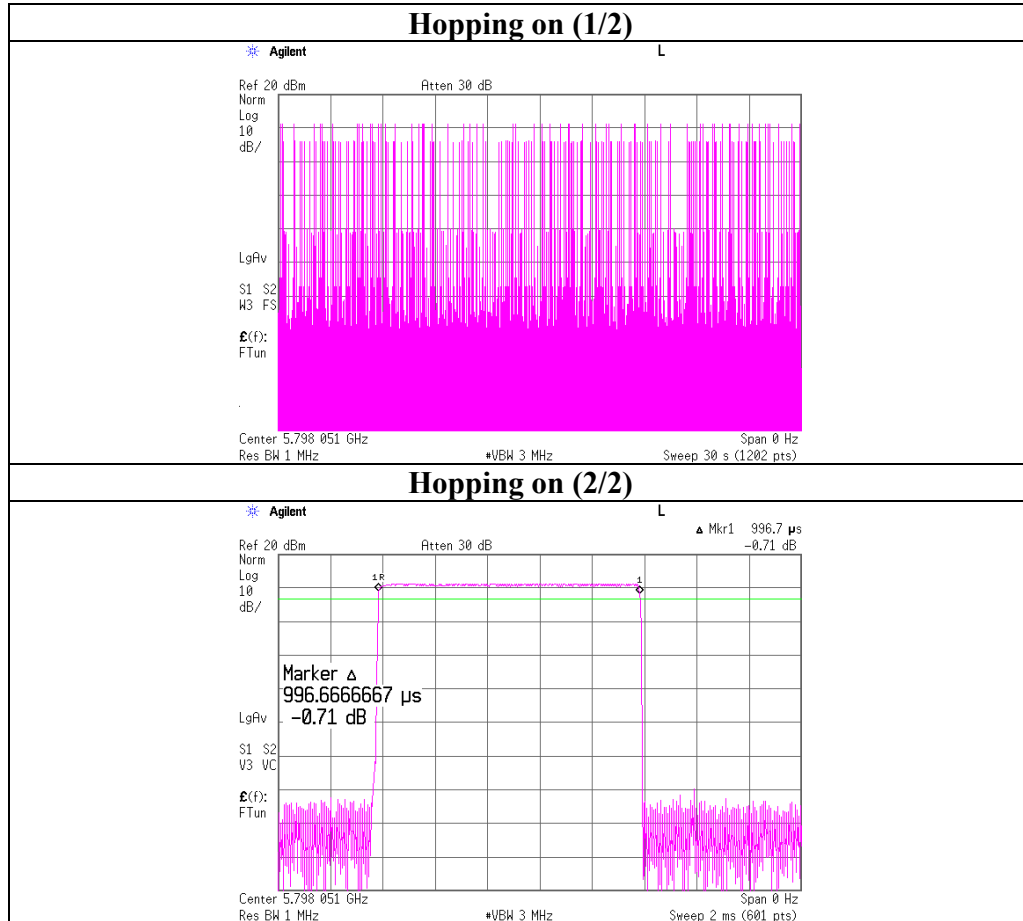 Hopping on (1/2)
Agilent L
Ref 20 dBm Atten 30 dB
Norm
Log
10
dB/
LgAv
S1 S2
W3 FS
£(f):
FTun
Center 5.798 051 GHz Span 0 Hz
Res BW 1 MHz #VBW 3 MHz Sweep 30 s (1202 pts)
Hopping on (2/2)
Agilent L
Δ Mkr1 996.7 µs
Ref 20 dBm Atten 30 dB -0.71 dB
Norm
Log
10
dB/
1R 1
Marker Δ
996.6666667 µs
-0.71 dB
LgAv
S1 S2
V3 VC
£(f):
FTun
Center 5.798 051 GHz Span 0 Hz
Res BW 1 MHz #VBW 3 MHz Sweep 2 ms (601 pts)